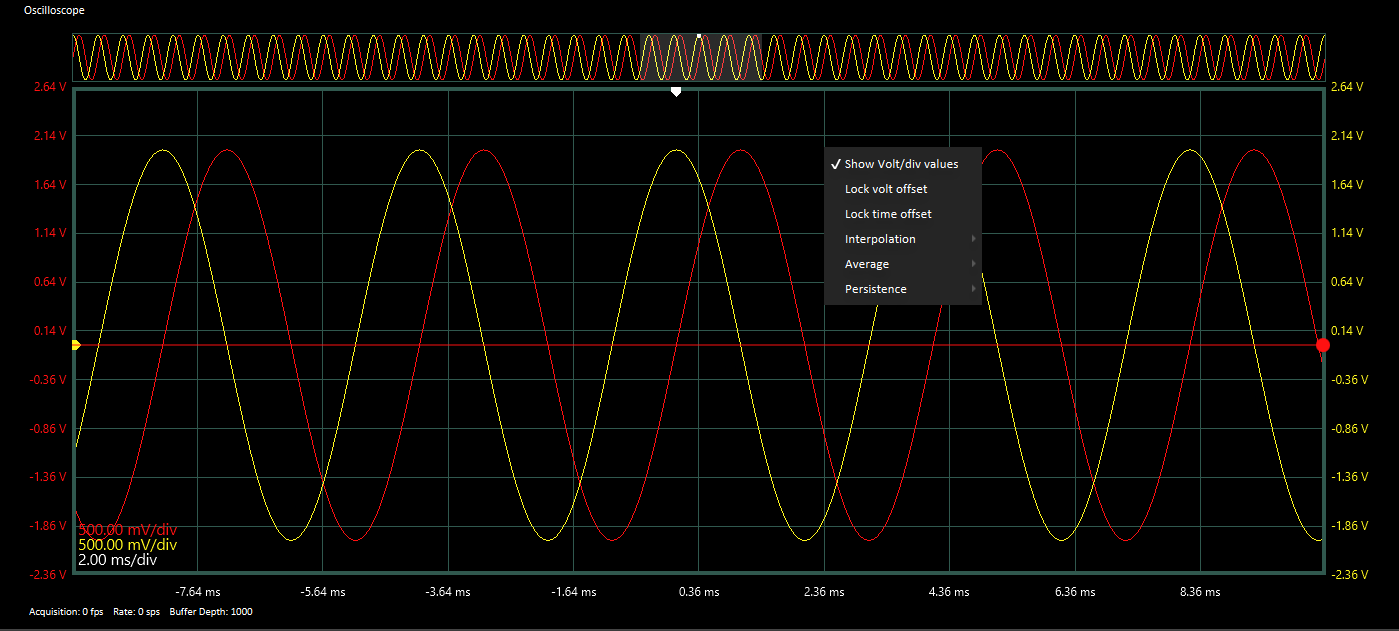 Oscilloscope
2.64 V 2.64 V
2.14 V 2.14 V
Show Volt/div values
1.64 V Lock volt offset 1.64 V
Lock time offset
1.14 V Interpolation 1.14 V
Average
0.64 V Persistence 0.64 V
0.14 V 0.14 V
-0.36 V -0.36 V
-0.86 V -0.86 V
-1.36 V -1.36 V
-1.86 V 500.00 mV/div -1.86 V
500.00 mV/div
2.00 ms/div
-2.36 V -2.36 V
-7.64 ms -5.64 ms -3.64 ms -1.64 ms 0.36 ms 2.36 ms 4.36 ms 6.36 ms 8.36 ms
Acquisition: 0 fps Rate: 0 sps Buffer Depth: 1000